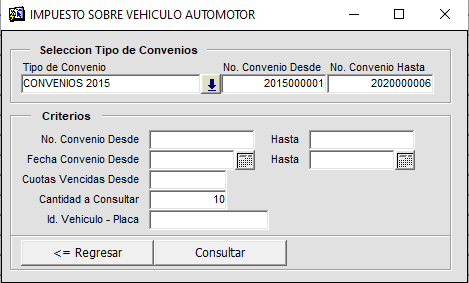 IMPUESTO SOBRE VEHICULO AUTOMOTOR
Seleccion Tipo de Convenios
Tipo de Convenio No. Convenio Desde No. Convenio Hasta
CONVENIOS 2015 2015000001 2020000006
Criterios
No. Convenio Desde Hasta
Fecha Convenio Desde Hasta
Cuotas Vencidas Desde
Cantidad a Consultar 10
Id. Vehiculo - Placa
<= Regresar Consultar